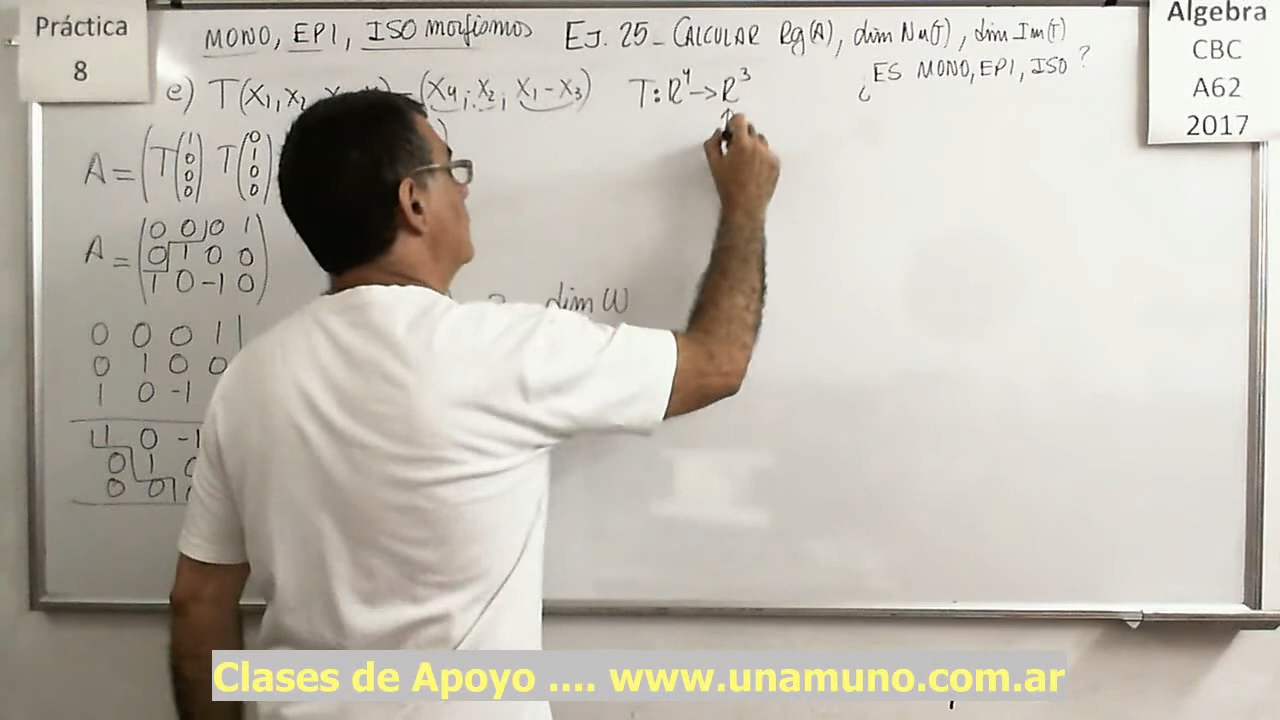 Práctica
8
MONO, EPI, ISO morfismos EJ. 25 - CALCULAR Rg(A), dim Nu(T), dim Im(T)
¿ES MONO, EPI, ISO?
Algebra
CBC
A62
2017
e) T(X1, X2, = (X4; X2; X1 - X3) T: R⁴ -> R³
A = ( T(1 0 0 0) T(0 1 0 0)
A = (0 0 0 1
0 1 0 0
1 0 -1 0)
dim W
0 0 0 1
0 1 0 0
1 0 -1
1 0 -1
0 1
0 0
Clases de Apoyo .... www.unamuno.com.ar